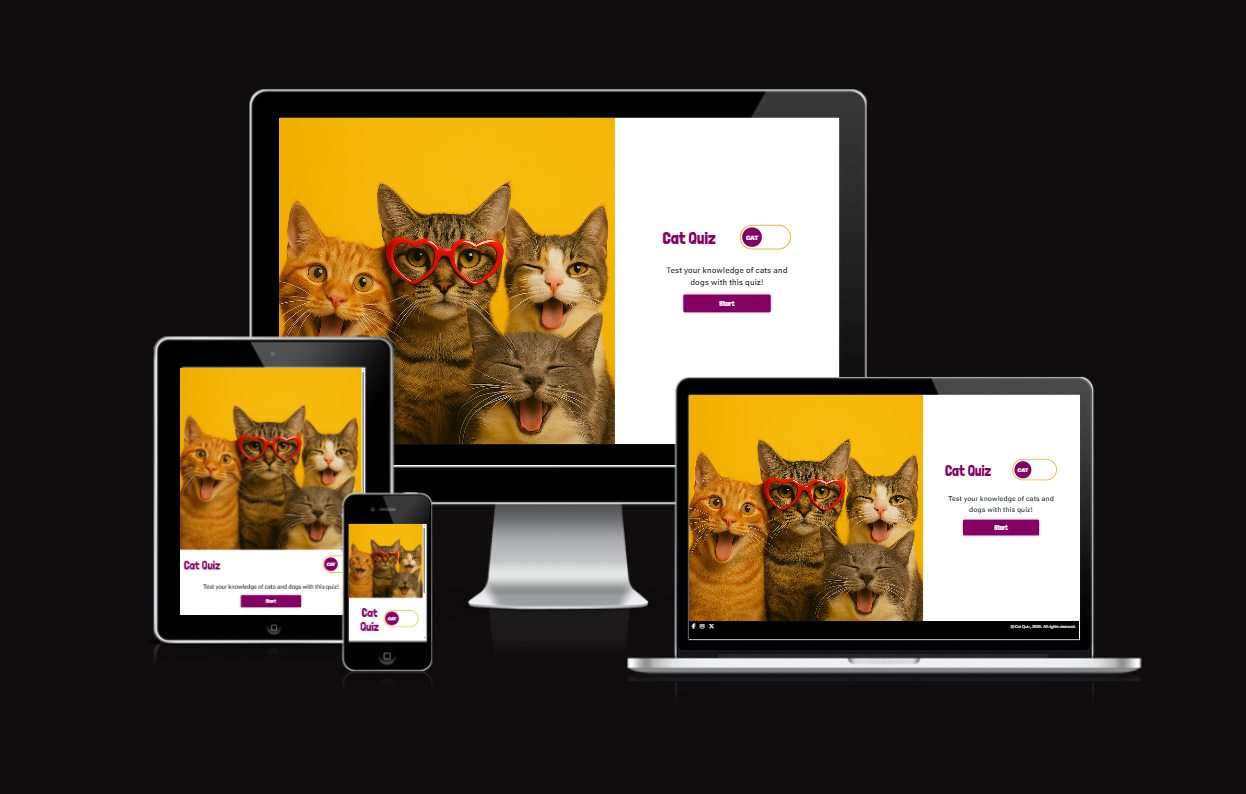 Cat Quiz
CAT
Test your knowledge of cats and
dogs with this quiz!
Start
Cat Quiz
CAT
Test your knowledge of cats and dogs with this quiz!
Start
Cat
Quiz
CAT
Cat Quiz
CAT
Test your knowledge of cats and
dogs with this quiz!
Start
© Cat Quiz, 2025. All rights reserved.